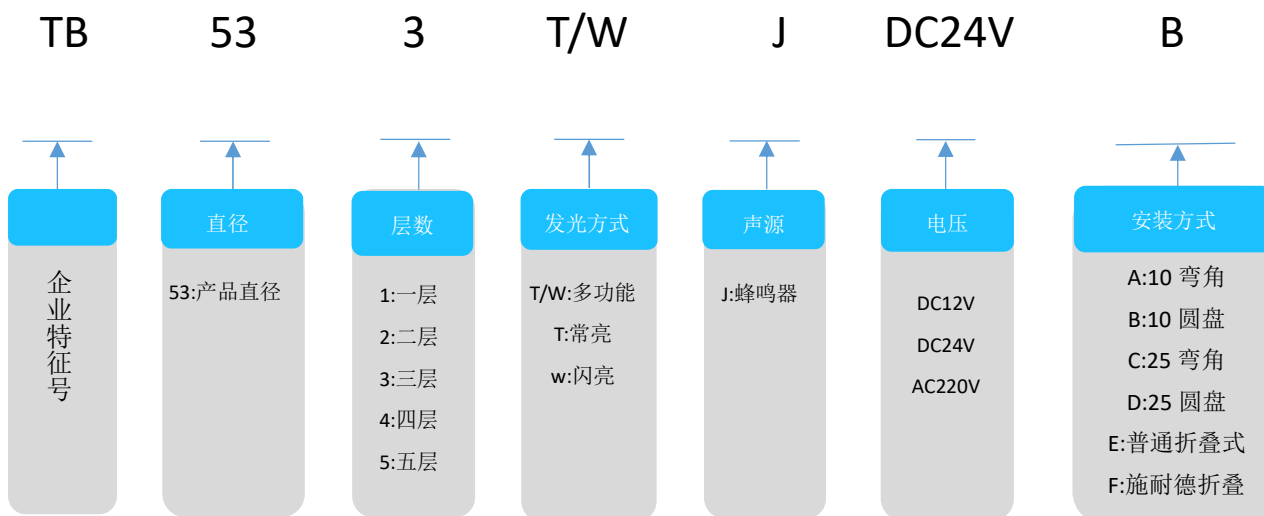 TB 53 3 T/W J DC24V B
直径 层数 发光方式 声源 电压 安装方式
企业特征号
53:产品直径
1:一层
2:二层
3:三层
4:四层
5:五层
T/W:多功能
T:常亮
w:闪亮
J:蜂鸣器
DC12V
DC24V
AC220V
A:10 弯角
B:10 圆盘
C:25 弯角
D:25 圆盘
E:普通折叠式
F:施耐德折叠